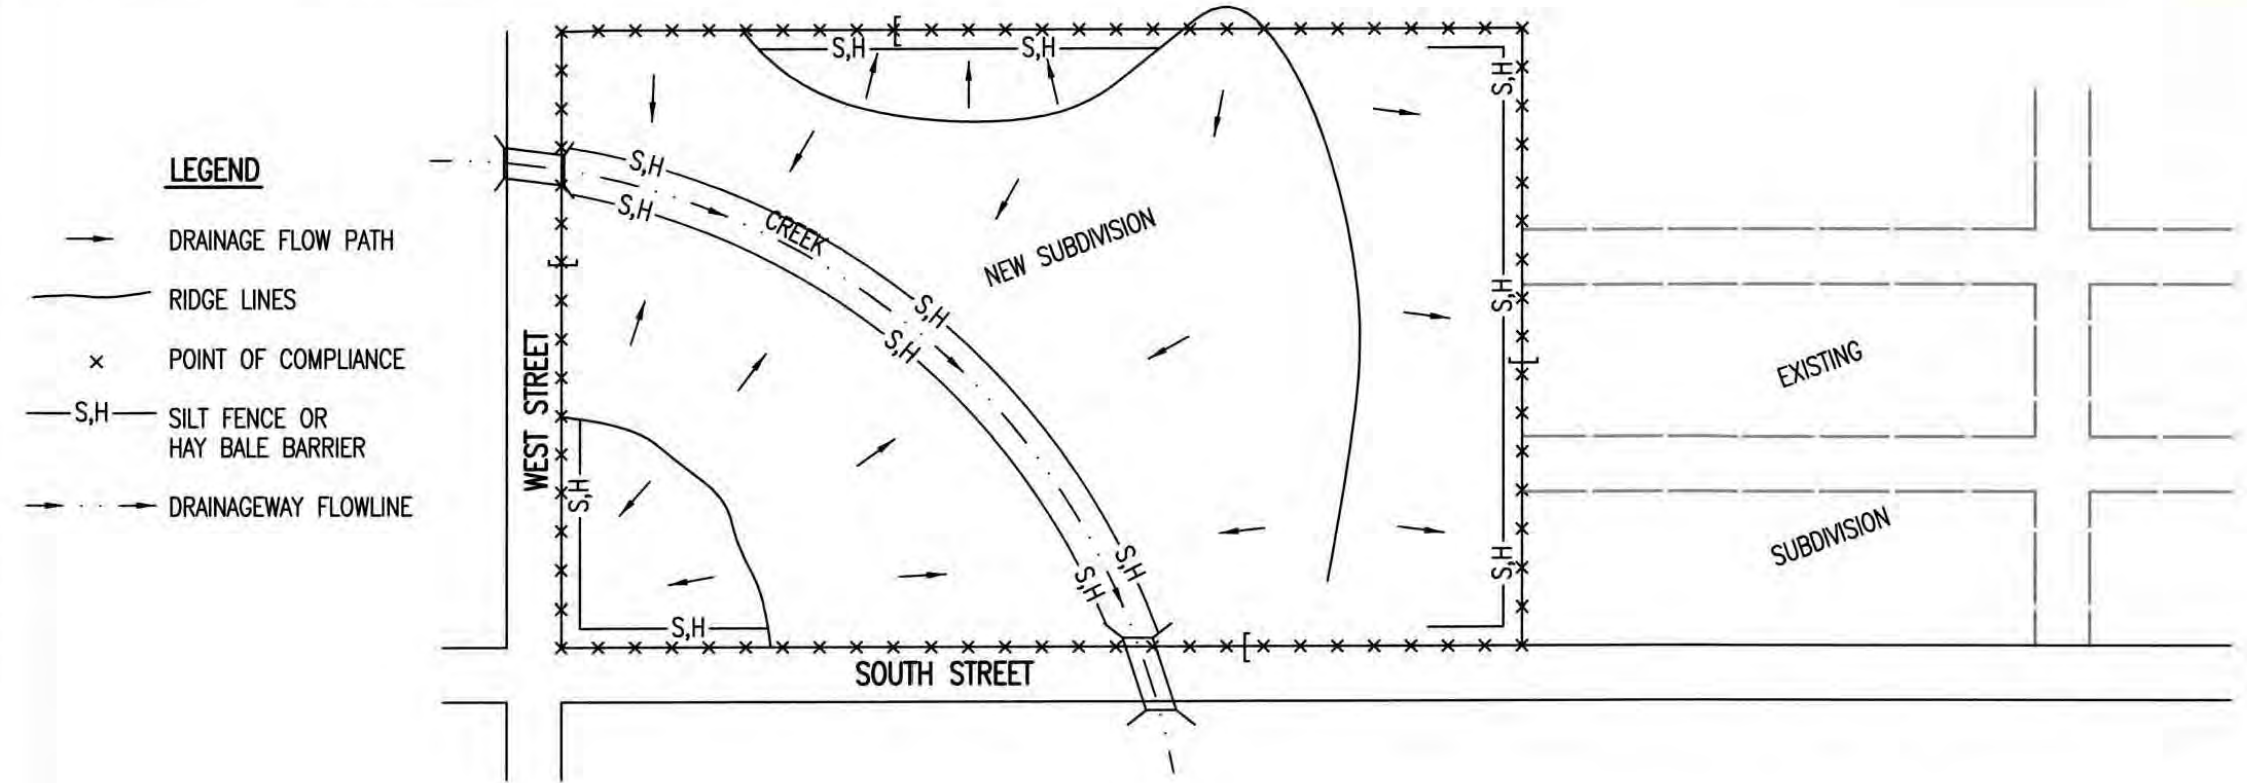 LEGEND
DRAINAGE FLOW PATH
RIDGE LINES
POINT OF COMPLIANCE
S,H
SILT FENCE OR
HAY BALE BARRIER
DRAINAGEWAY FLOWLINE
S,H
S,H
S,H
S,H
S,H
CREEK
NEW SUBDIVISION
S,H
S,H
S,H
EXISTING
WEST STREET
S,H
SUBDIVISION
S,H
S,H
S,H
S,H
SOUTH STREET